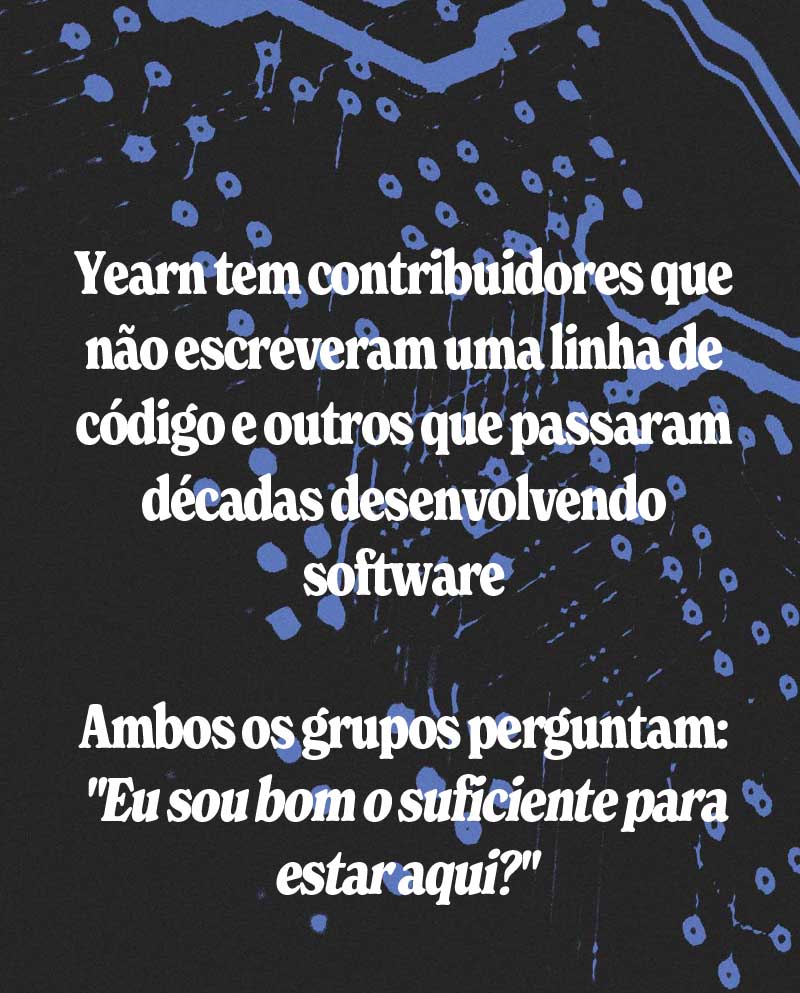 Yearn tem contribuidores que
não escreveram uma linha de
código e outros que passaram
décadas desenvolvendo
software
Ambos os grupos perguntam:
"Eu sou bom o suficiente para
estar aqui?"